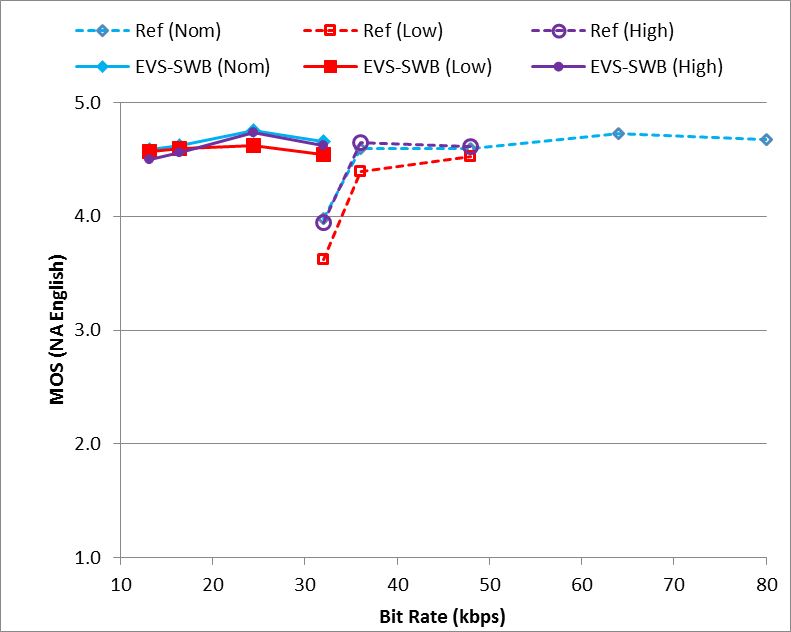 Ref (Nom) Ref (Low) Ref (High)
EVS-SWB (Nom) EVS-SWB (Low) EVS-SWB (High)
5.0
4.0
3.0
2.0
1.0
MOS (NA English)
10 20 30 40 50 60 70 80
Bit Rate (kbps)